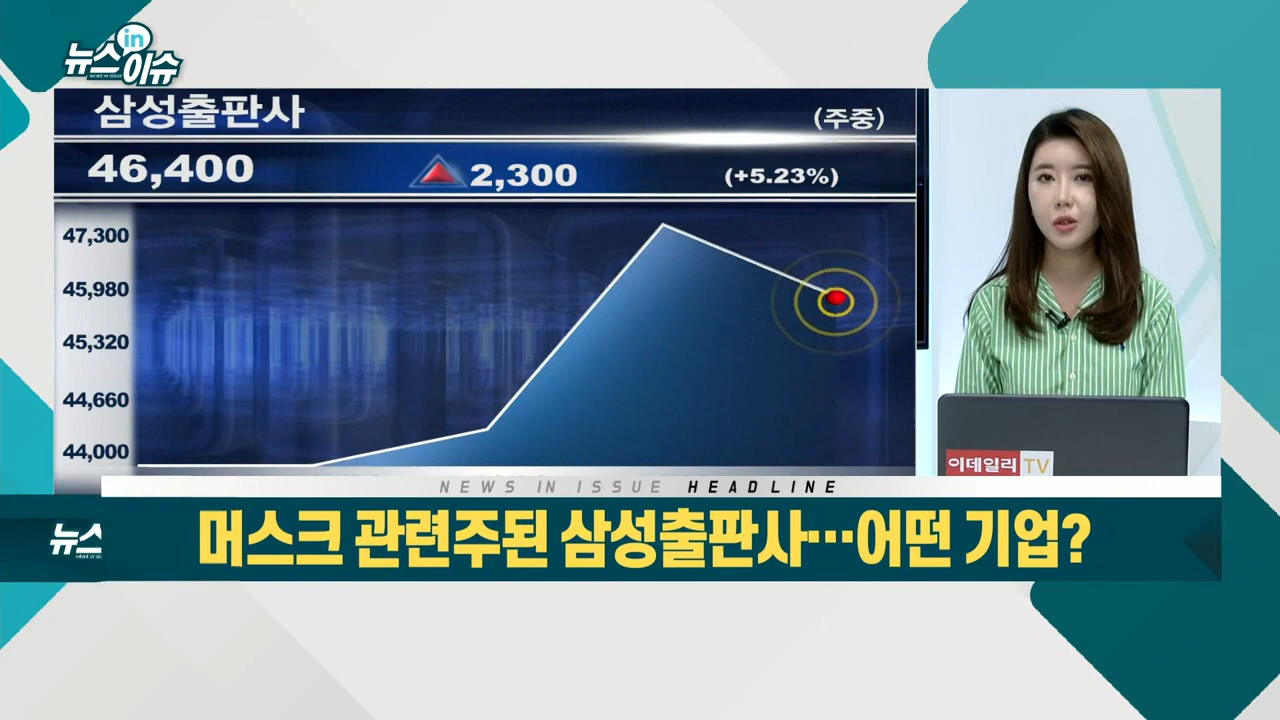 뉴스in이슈
NEWS IN ISSUE
삼성출판사
(주중)
46,400 ▲ 2,300 (+5.23%)
47,300
45,980
45,320
44,660
44,000
이데일리TV
NEWS IN ISSUE HEADLINE
뉴스
머스크 관련주된 삼성출판사…어떤 기업?